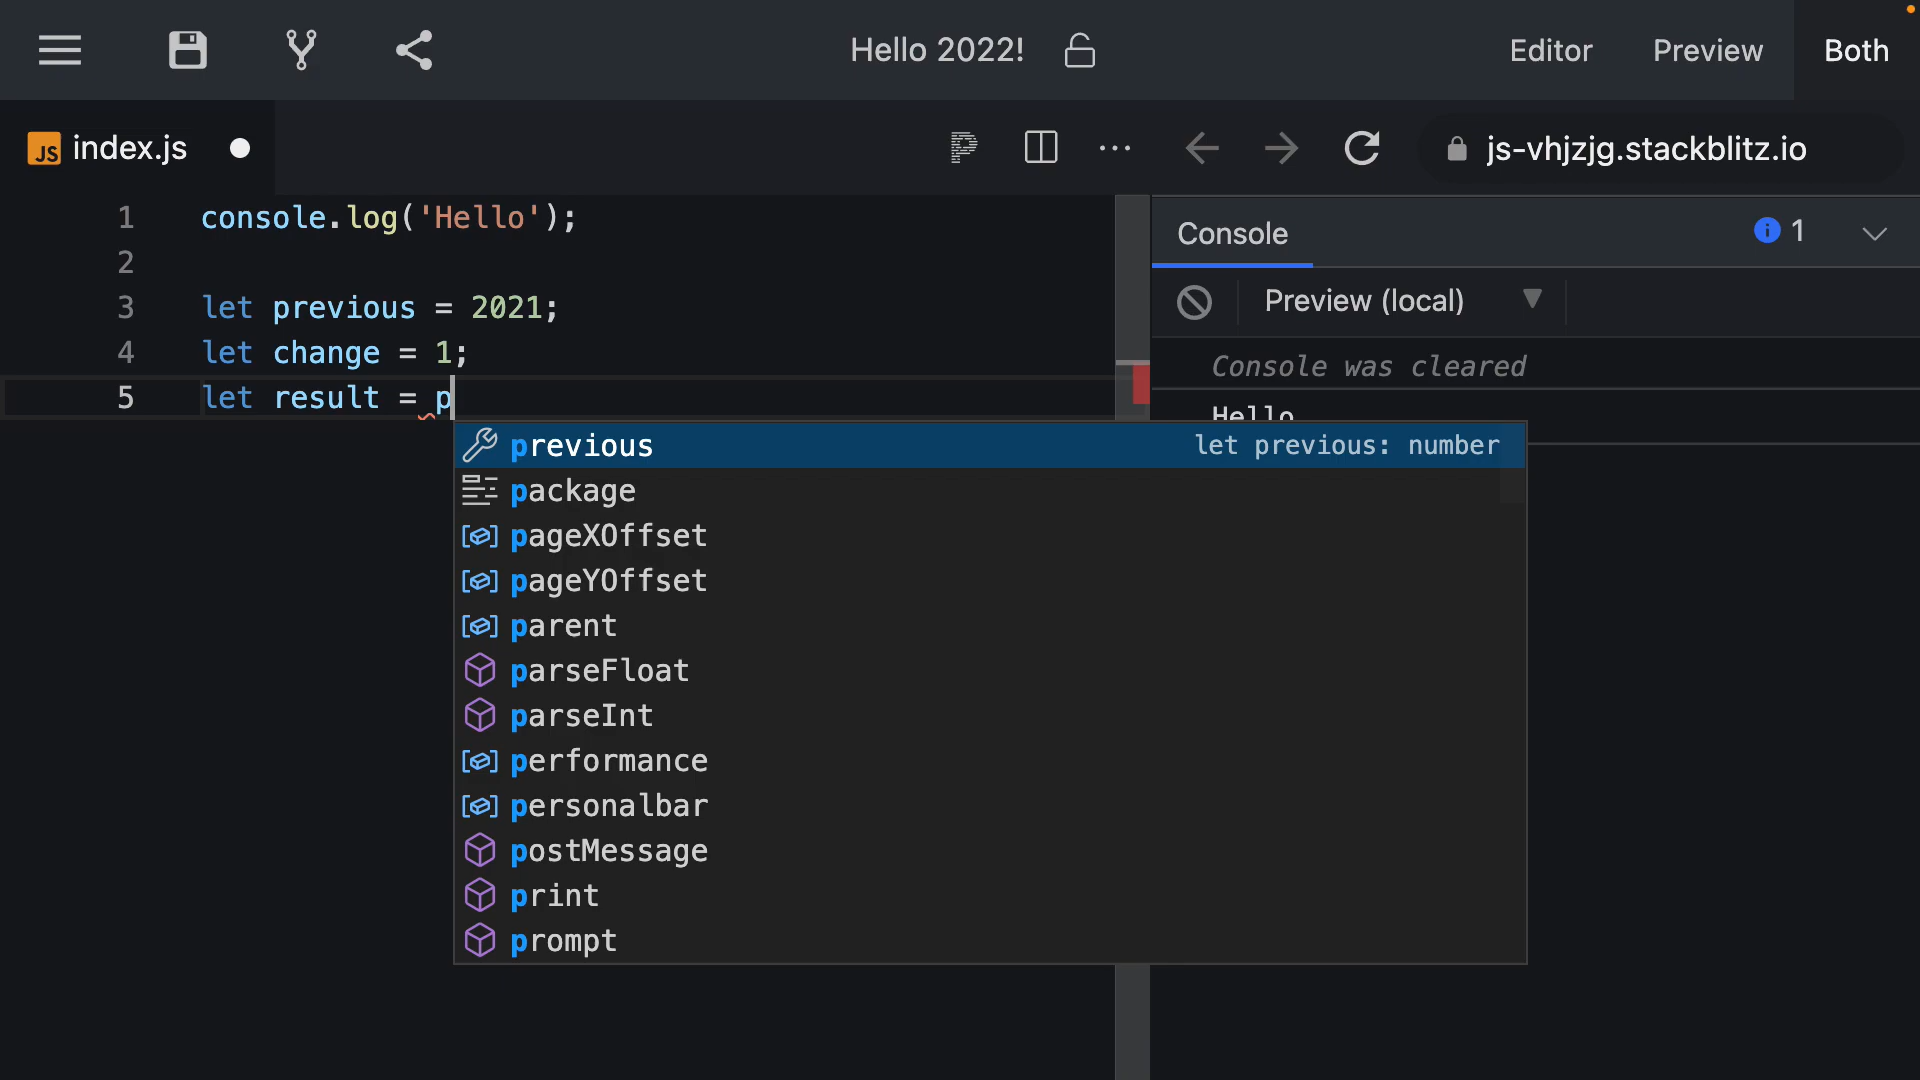 Hello 2022!
Editor Preview Both
JS index.js
js-vhjzjg.stackblitz.io
1 console.log('Hello');
2
3 let previous = 2021;
4 let change = 1;
5 let result = p
previous let previous: number
package
pageXOffset
pageYOffset
parent
parseFloat
parseInt
performance
personalbar
postMessage
print
prompt
Console 1
Preview (local)
Console was cleared
Hello